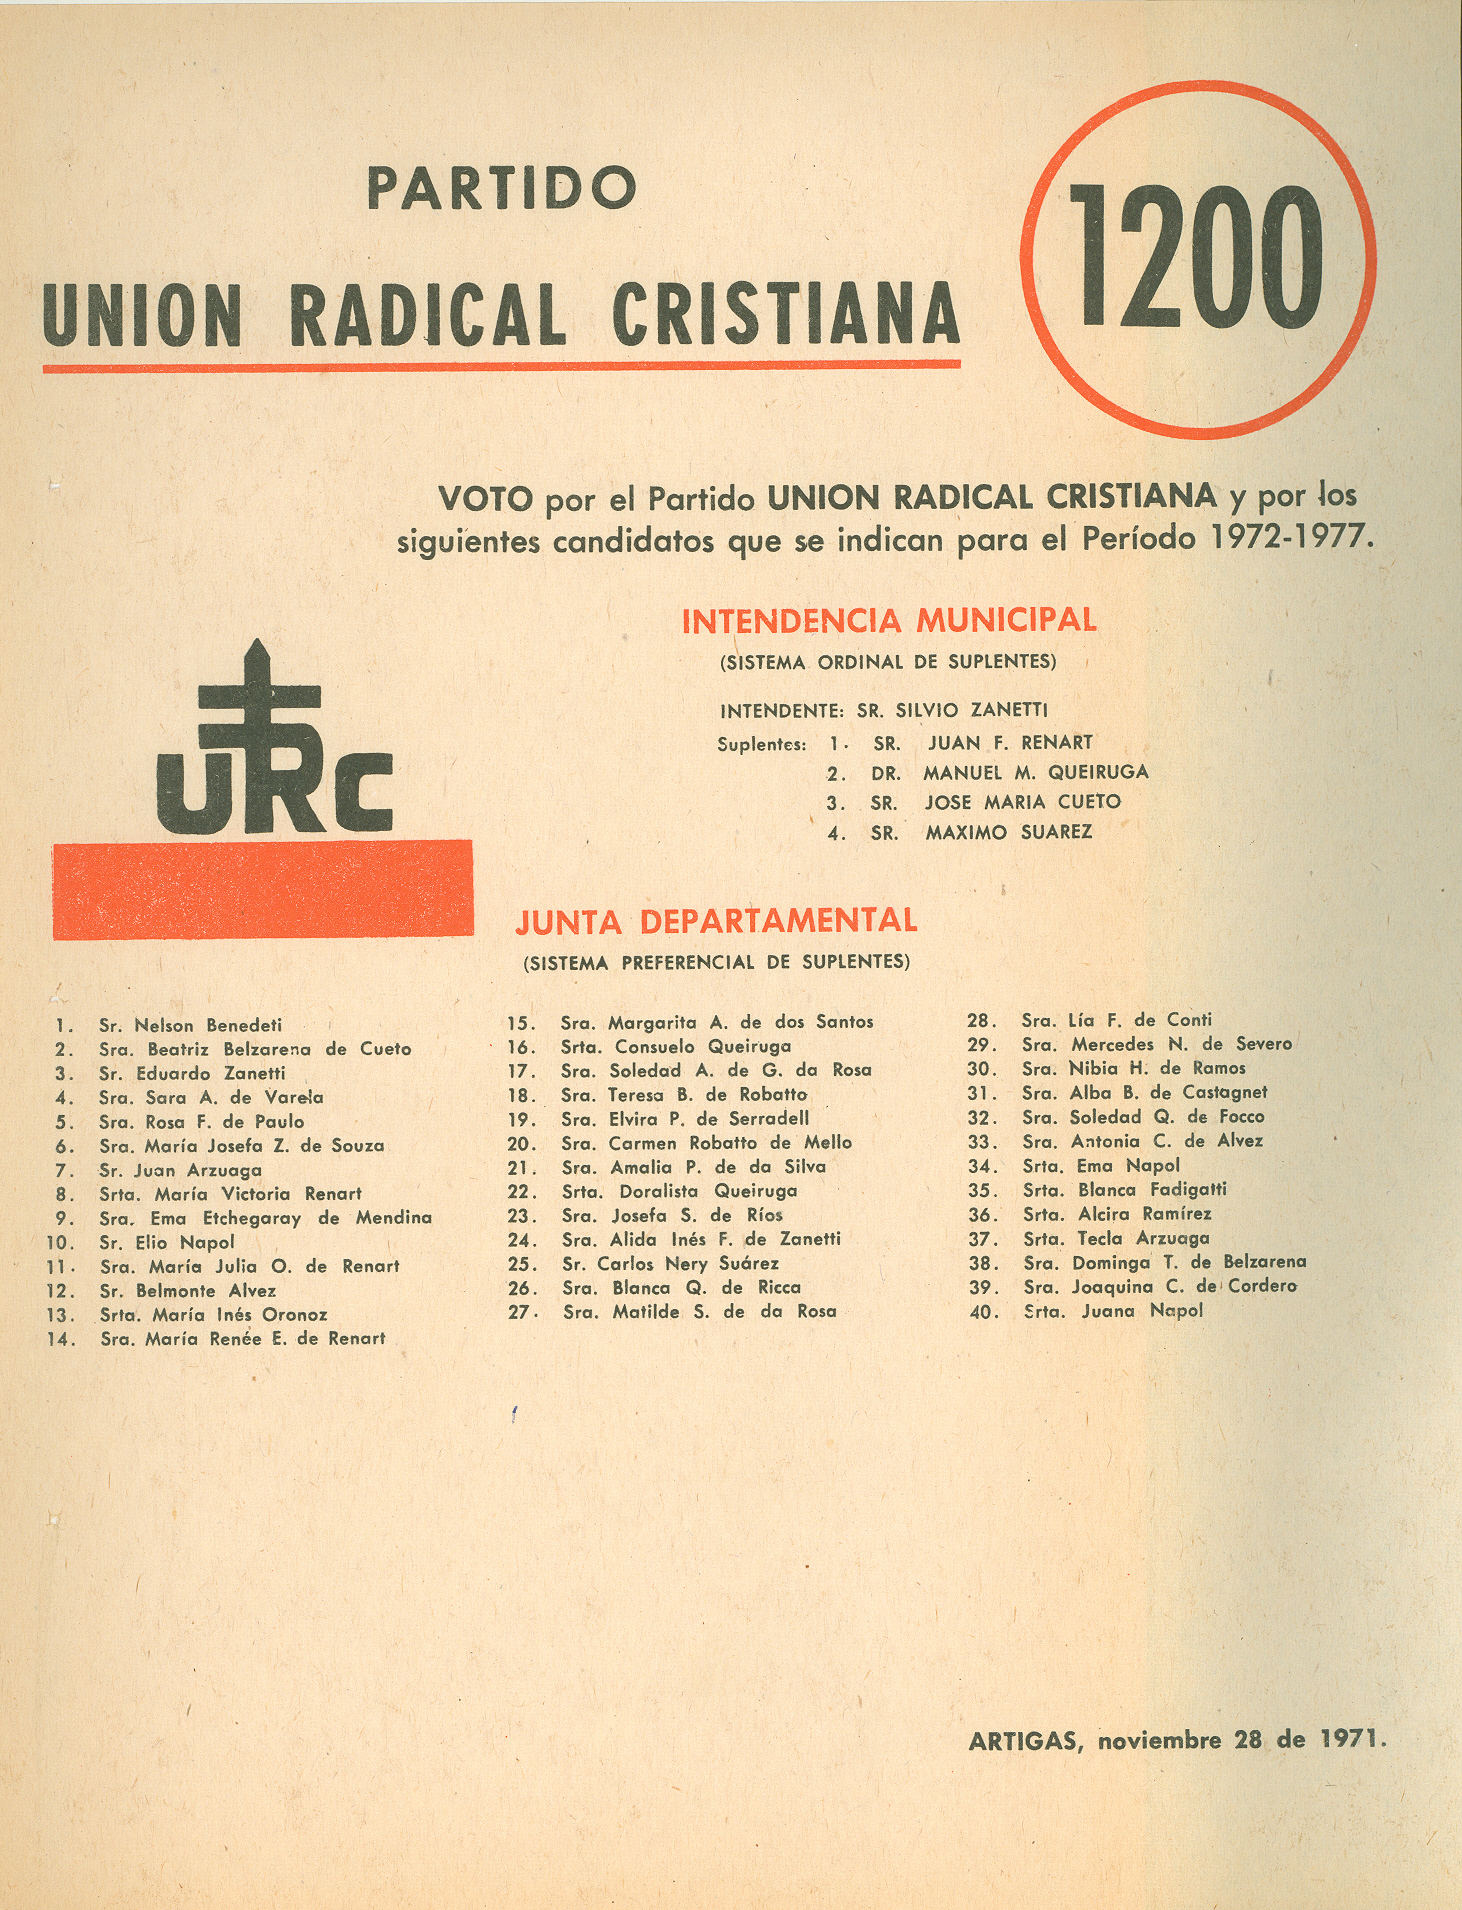 PARTIDO
UNION RADICAL CRISTIANA
1200
VOTO por el Partido UNION RADICAL CRISTIANA y por los
siguientes candidatos que se indican para el Período 1972-1977.
INTENDENCIA MUNICIPAL
(SISTEMA ORDINAL DE SUPLENTES)
INTENDENTE: SR. SILVIO ZANETTI
Suplentes: 1. SR. JUAN F. RENART
2. DR. MANUEL M. QUEIRUGA
3. SR. JOSE MARIA CUETO
4. SR. MAXIMO SUAREZ
URC
JUNTA DEPARTAMENTAL
(SISTEMA PREFERENCIAL DE SUPLENTES)
1. Sr. Nelson Benedeti
2. Sra. Beatriz Belzarena de Cueto
3. Sr. Eduardo Zanetti
4. Sra. Sara A. de Varela
5. Sra. Rosa F. de Paulo
6. Sra. María Josefa Z. de Souza
7. Sr. Juan Arzuaga
8. Srta. María Victoria Renart
9. Sra. Ema Etchegaray de Mendina
10. Sr. Elio Napol
11. Sra. María Julia O. de Renart
12. Sr. Belmonte Alvez
13. Srta. María Inés Oronoz
14. Sra. María Renée E. de Renart
15. Sra. Margarita A. de dos Santos
16. Srta. Consuelo Queiruga
17. Sra. Soledad A. de G. da Rosa
18. Sra. Teresa B. de Robatto
19. Sra. Elvira P. de Serradell
20. Sra. Carmen Robatto de Mello
21. Sra. Amalia P. de da Silva
22. Srta. Doralista Queiruga
23. Sra. Josefa S. de Ríos
24. Sra. Alida Inés F. de Zanetti
25. Sr. Carlos Nery Suárez
26. Sra. Blanca Q. de Ricca
27. Sra. Matilde S. de da Rosa
28. Sra. Lía F. de Conti
29. Sra. Mercedes N. de Severo
30. Sra. Nibia H. de Ramos
31. Sra. Alba B. de Castagnet
32. Sra. Soledad Q. de Focco
33. Sra. Antonia C. de Alvez
34. Srta. Ema Napol
35. Srta. Blanca Fadigatti
36. Srta. Alcira Ramírez
37. Srta. Tecla Arzuaga
38. Sra. Dominga T. de Belzarena
39. Sra. Joaquina C. de Cordero
40. Srta. Juana Napol
ARTIGAS, noviembre 28 de 1971.